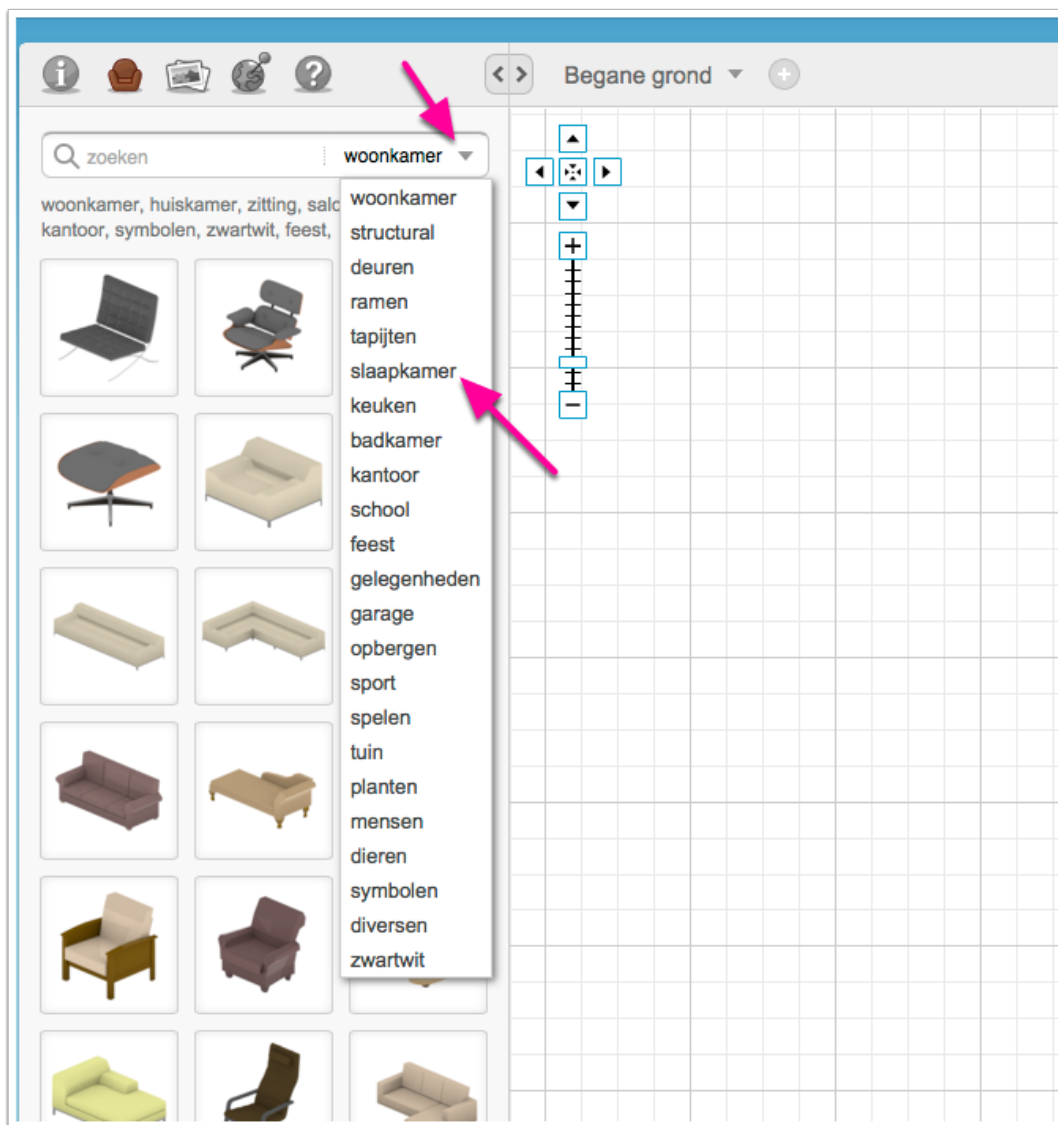 Begane grond
zoeken
woonkamer
woonkamer, huiskamer, zitting,
kantoor, symbolen, zwartwit, feest,
woonkamer
structural
deuren
ramen
tapijten
slaapkamer
keuken
badkamer
kantoor
school
feest
gelegenheden
garage
opbergen
sport
spelen
tuin
planten
mensen
dieren
symbolen
diversen
zwartwit